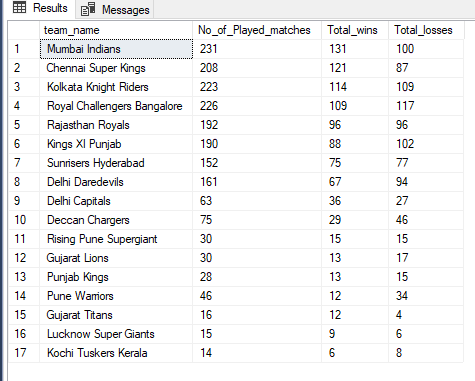 Results Messages
team_name No_of_Played_matches Total_wins Total_losses
1 Mumbai Indians 231 131 100
2 Chennai Super Kings 208 121 87
3 Kolkata Knight Riders 223 114 109
4 Royal Challengers Bangalore 226 109 117
5 Rajasthan Royals 192 96 96
6 Kings XI Punjab 190 88 102
7 Sunrisers Hyderabad 152 75 77
8 Delhi Daredevils 161 67 94
9 Delhi Capitals 63 36 27
10 Deccan Chargers 75 29 46
11 Rising Pune Supergiant 30 15 15
12 Gujarat Lions 30 13 17
13 Punjab Kings 28 13 15
14 Pune Warriors 46 12 34
15 Gujarat Titans 16 12 4
16 Lucknow Super Giants 15 9 6
17 Kochi Tuskers Kerala 14 6 8